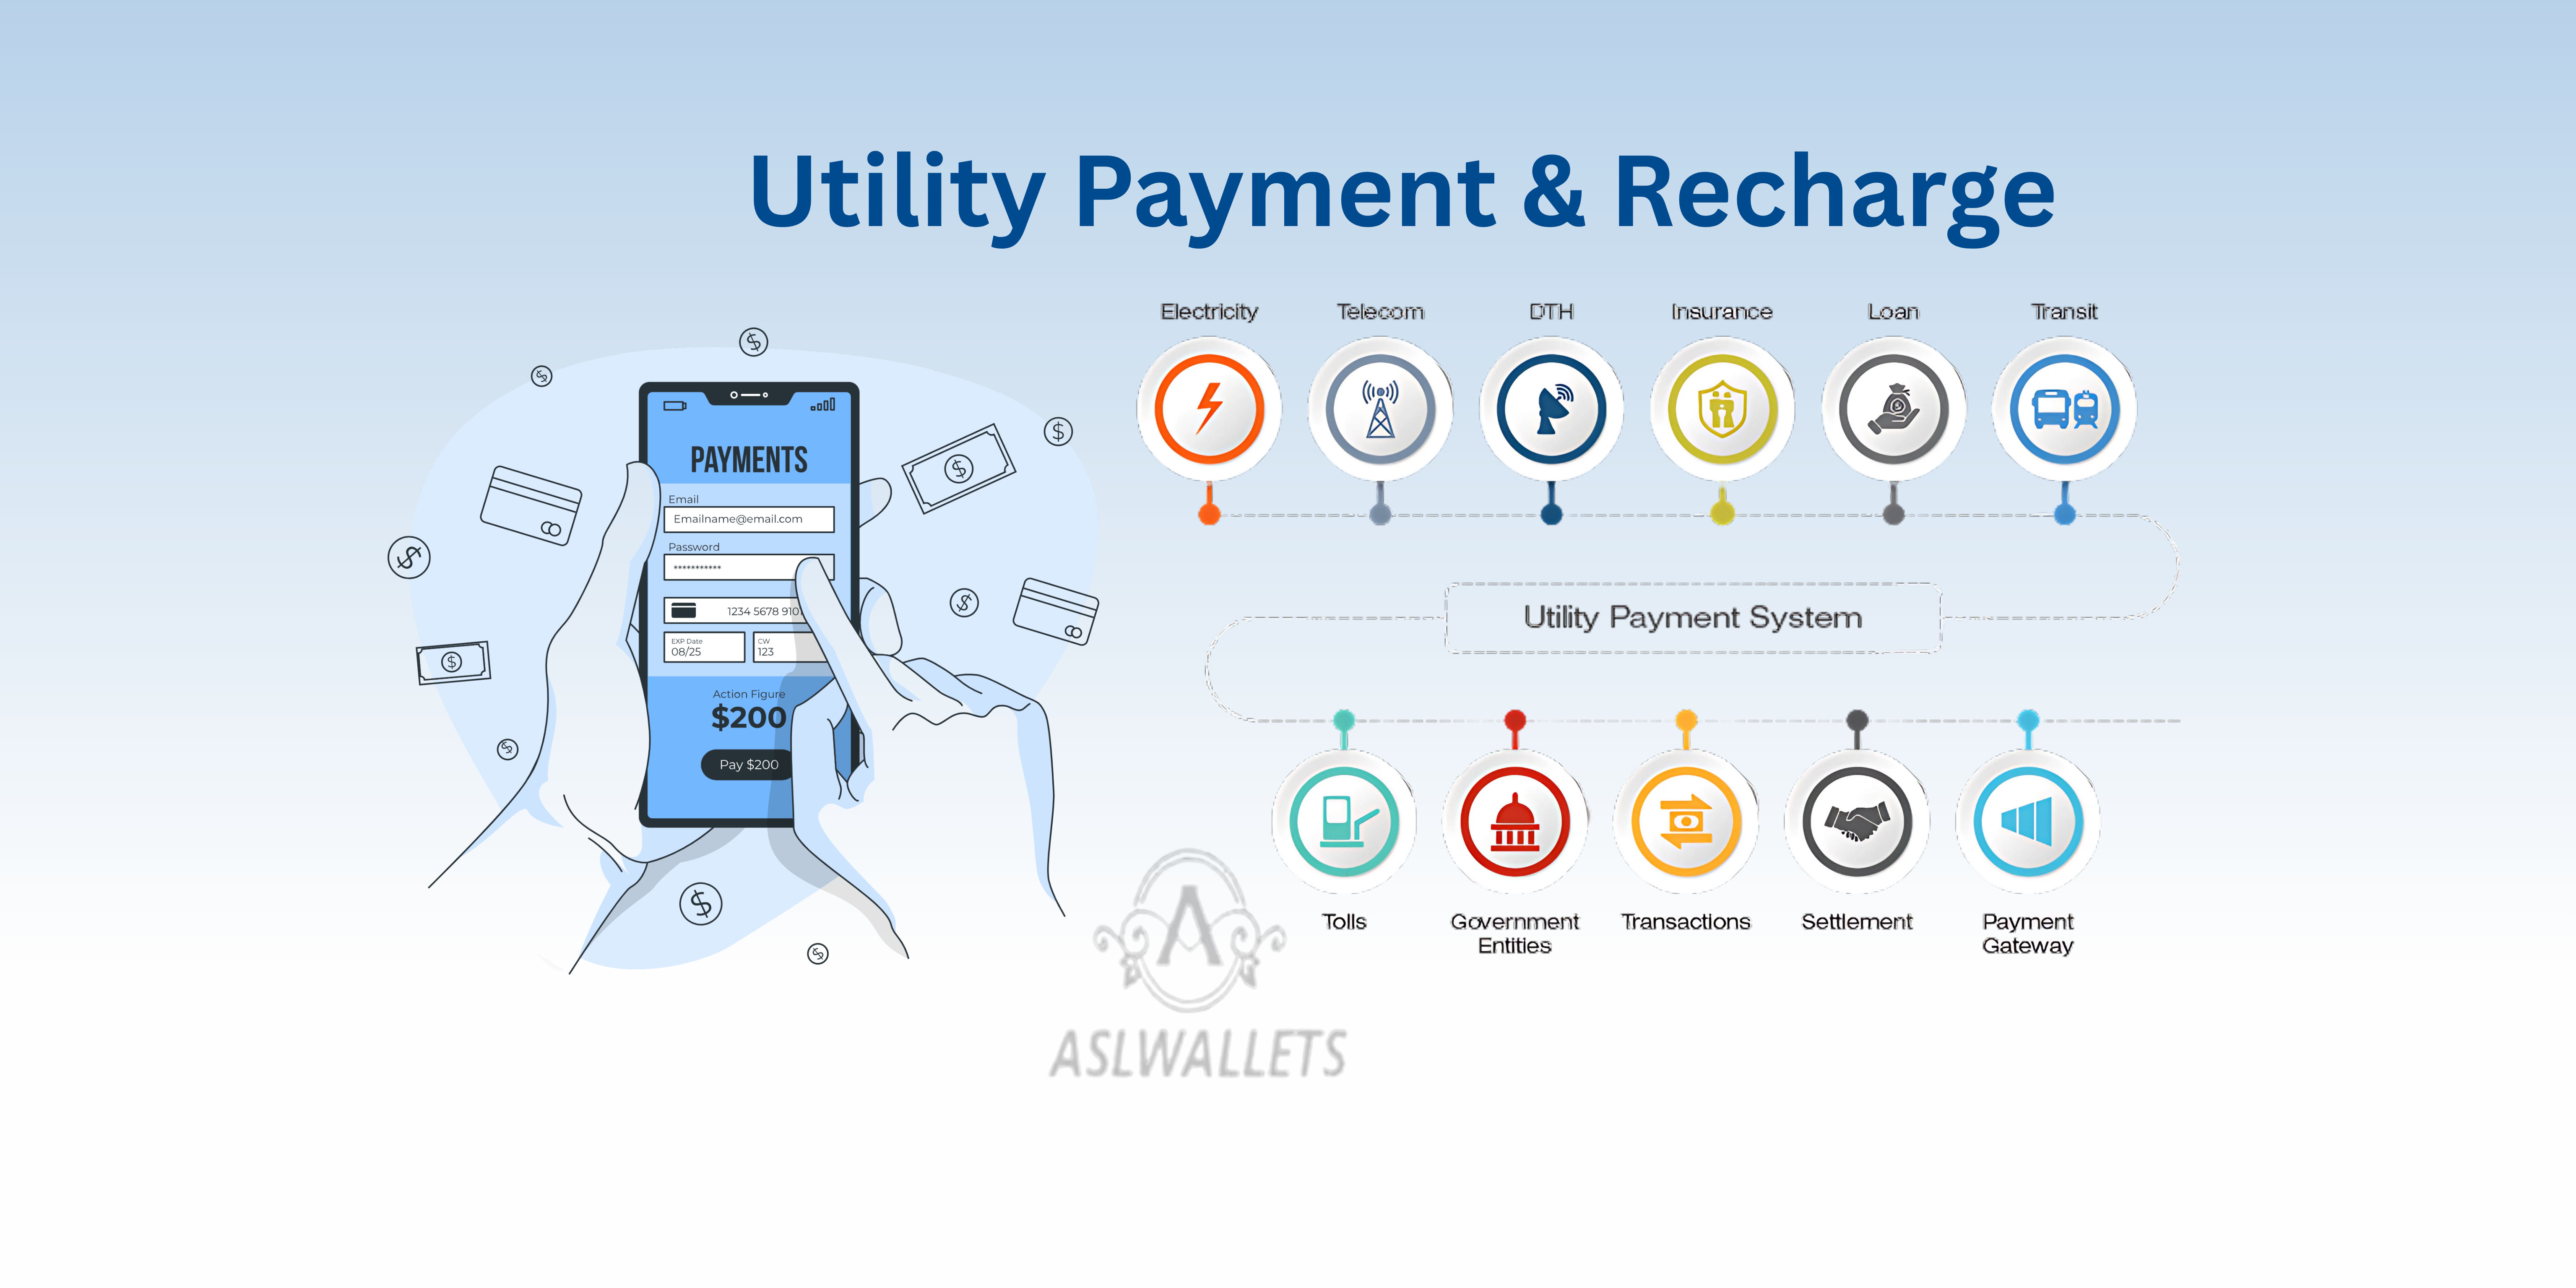 Utility Payment & Recharge
Electricity
Telecom
DTH
Insurance
Loan
Transit
PAYMENTS
Email
Emailname@email.com
Password
***********
1234 5678 910
EXP Date
08/25
CW
123
Action Figure
$200
Pay $200
Utility Payment System
Tolls
Government
Entities
Transactions
Settlement
Payment
Gateway
A
ASLWALLETS